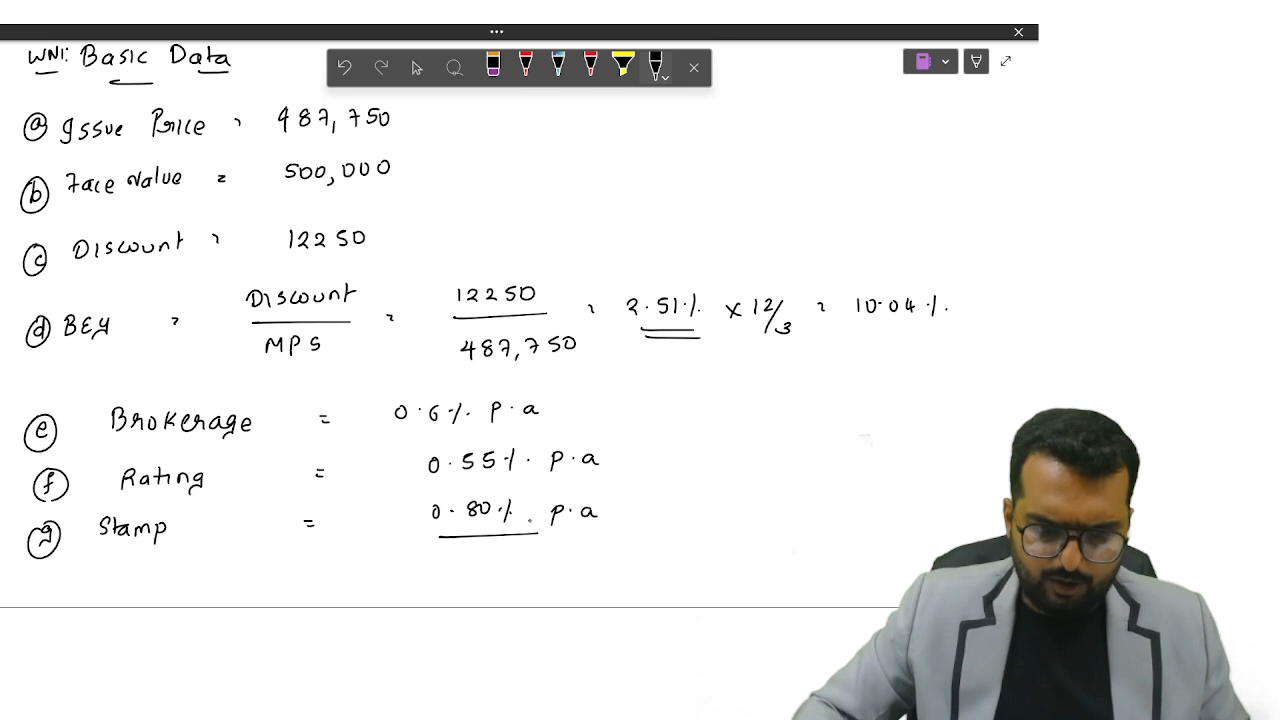 WN1: Basic Data
(a) Issue Price = 487,750
(b) Face Value = 500,000
(c) Discount = 12250
(d) BEY = Discount / MPS = 12250 / 487,750 = 2.51% × 12/3 = 10.04%.
(e) Brokerage = 0.6% p.a
(f) Rating = 0.55% p.a
(g) Stamp = 0.80% p.a